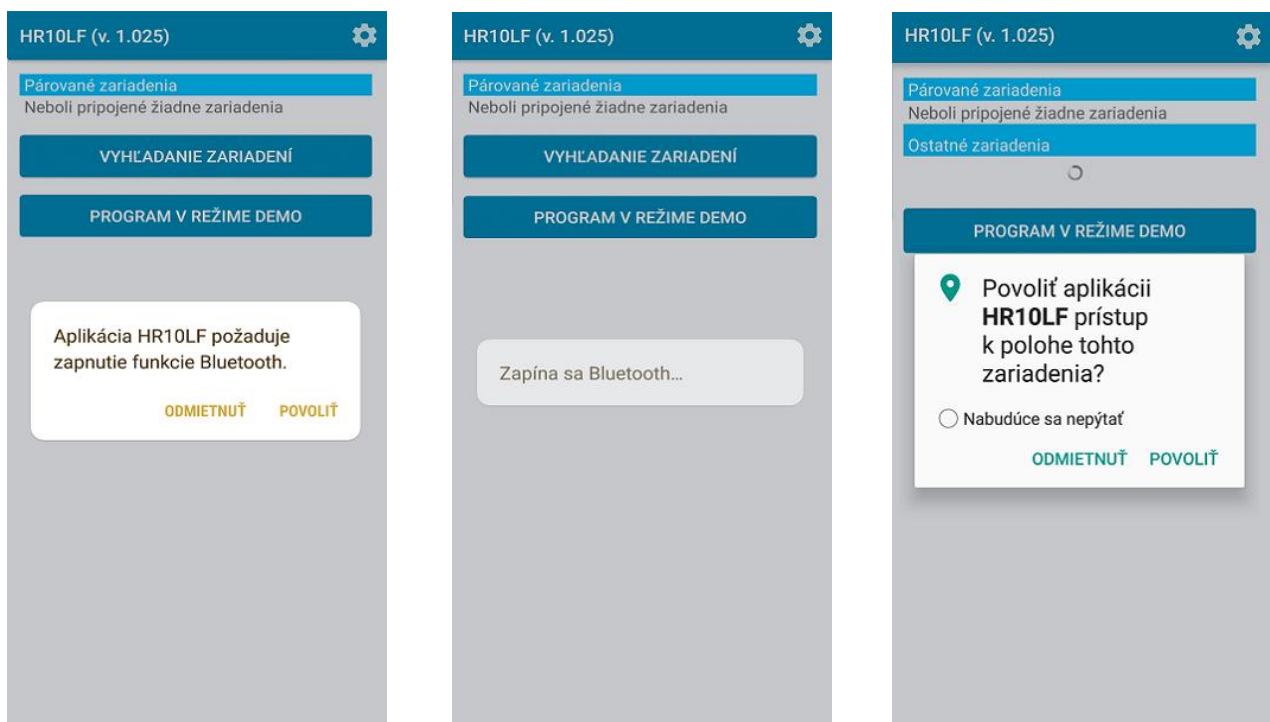 HR10LF (v. 1.025)
Párované zariadenia
Neboli pripojené žiadne zariadenia
VYHĽADANIE ZARIADENÍ
PROGRAM V REŽIME DEMO
Aplikácia HR10LF požaduje
zapnutie funkcie Bluetooth.
ODMIETNUŤ POVOLIŤ
HR10LF (v. 1.025)
Párované zariadenia
Neboli pripojené žiadne zariadenia
VYHĽADANIE ZARIADENÍ
PROGRAM V REŽIME DEMO
Zapína sa Bluetooth...
HR10LF (v. 1.025)
Párované zariadenia
Neboli pripojené žiadne zariadenia
Ostatné zariadenia
PROGRAM V REŽIME DEMO
Povoliť aplikácii
HR10LF prístup
k polohe tohto
zariadenia?
Nabudúce sa nepýtať
ODMIETNUŤ POVOLIŤ